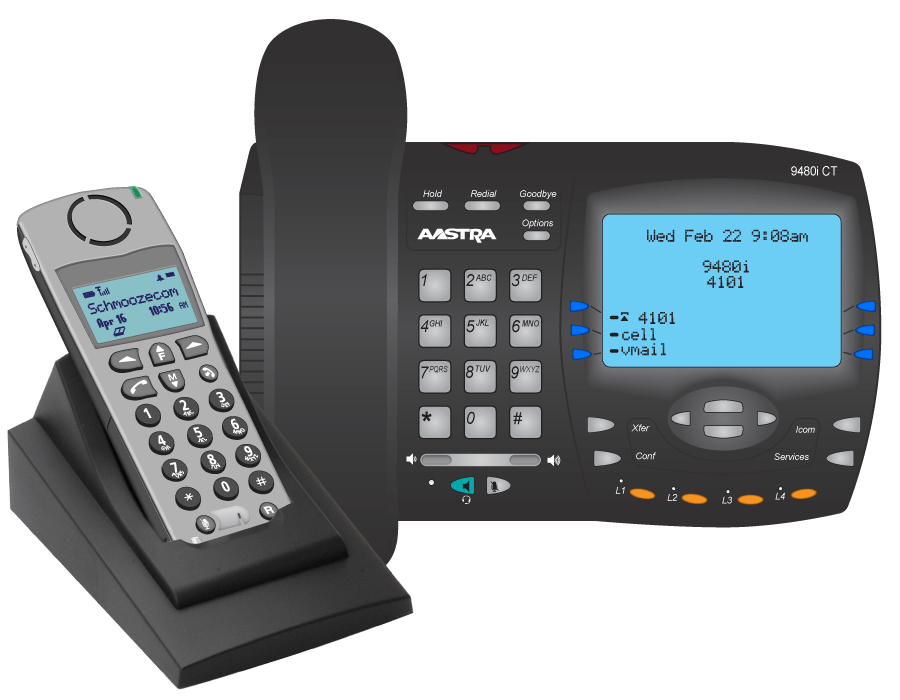 9480i CT
Hold Redial Goodbye
Options
AASTRA
Wed Feb 22 9:08am
9480i
4101
4101
cell
vmail
1 2 ABC 3 DEF
4 GHI 5 JKL 6 MNO
7 PQRS 8 TUV 9 WXYZ
* 0 #
Xfer Icom
Conf Services
L1 L2 L3 L4
Schmoozecom
Apr 16 10:56 AM
F
M
1 2 3
4 5 6
7 8 9
* 0 #
R